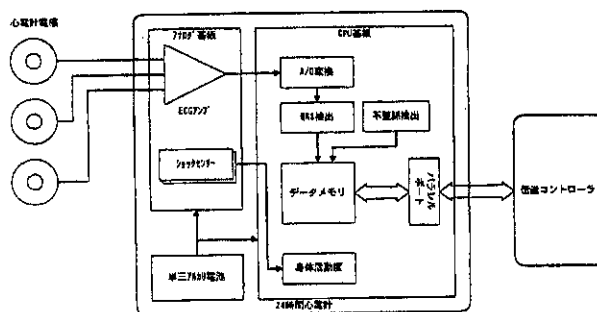 心電計電極
アナログ基板
CPU基板
A/D変換
ECGアンプ
QRS検出
不整脈検出
ショックセンサー
データメモリ
パラレル
ポート
伝送コントローラ
単三アルカリ電池
身体活動度
24時間心電計